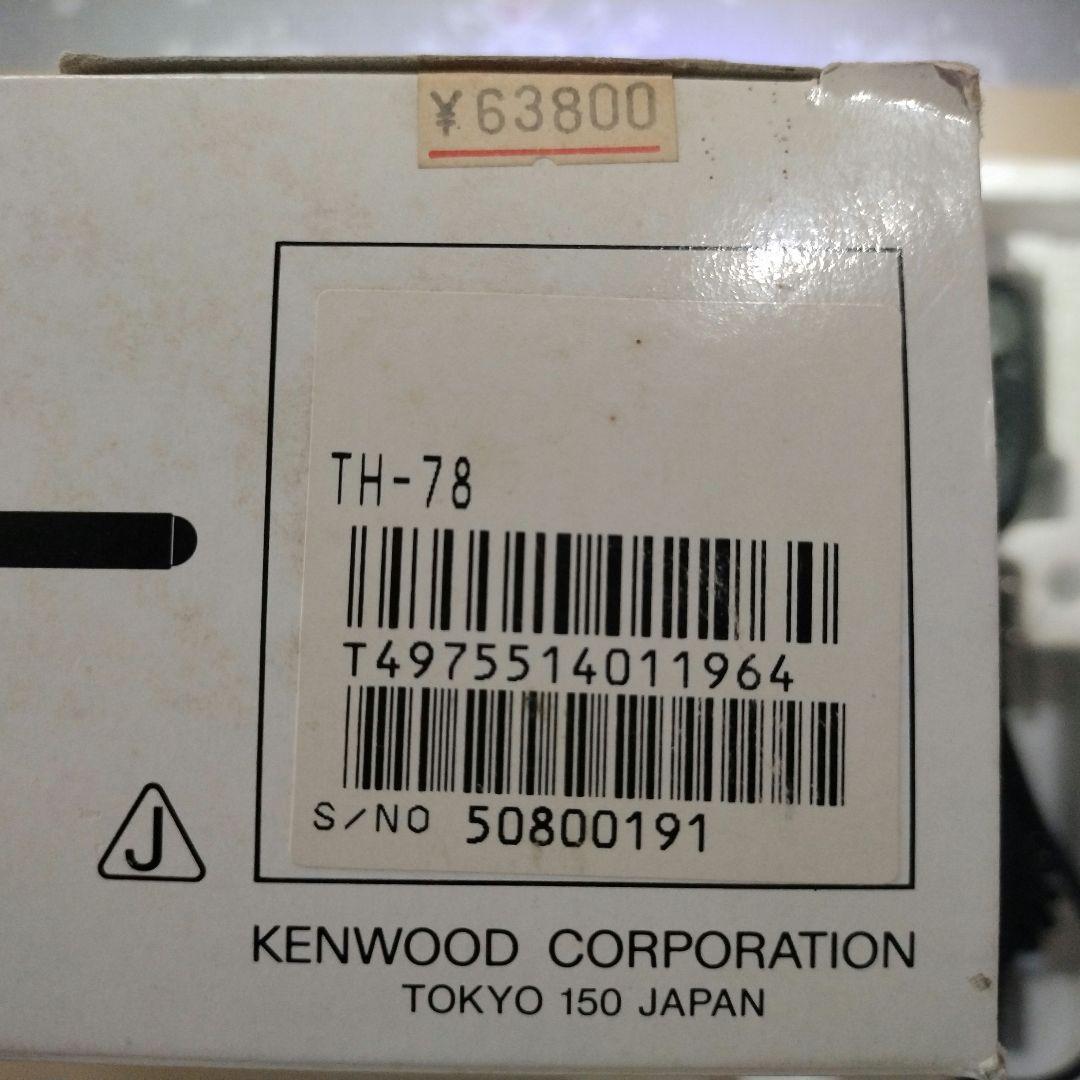 ¥63800
TH-78
T4975514011964
S/NO 50800191
J
KENWOOD CORPORATION
TOKYO 150 JAPAN